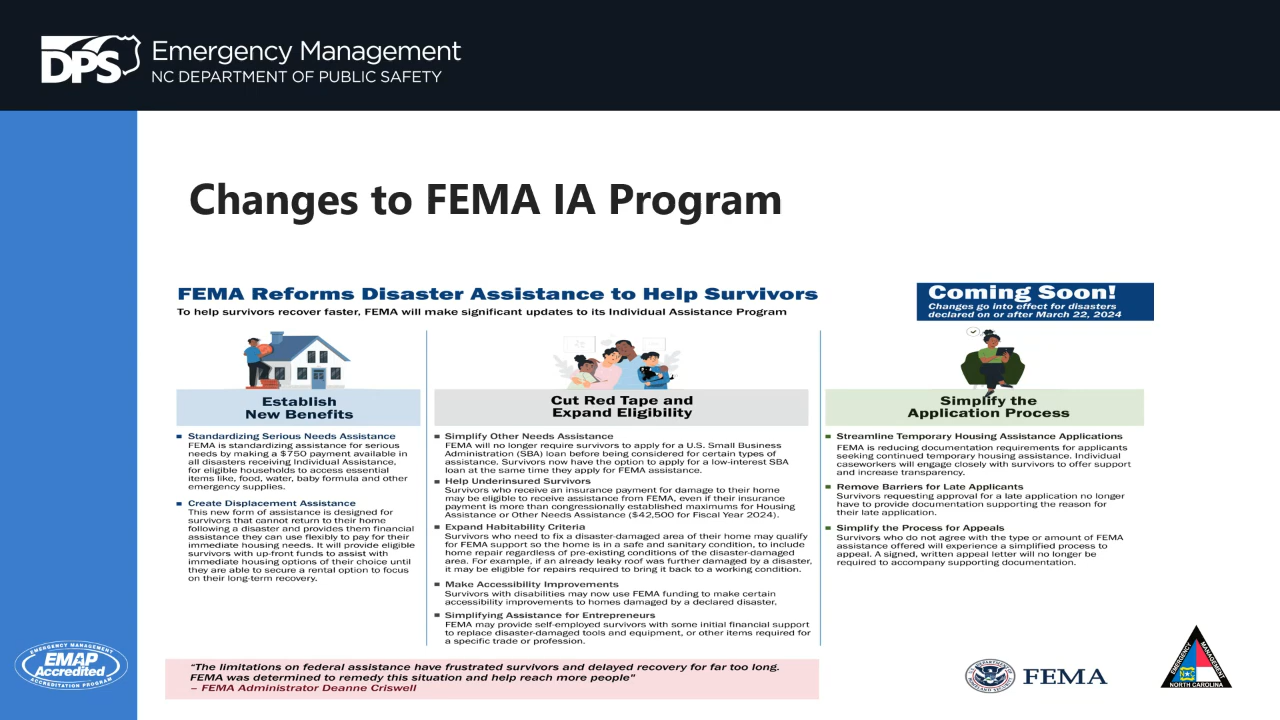 DPS
Emergency Management
NC DEPARTMENT OF PUBLIC SAFETY
Changes to FEMA IA Program
FEMA Reforms Disaster Assistance to Help Survivors
To help survivors recover faster, FEMA will make significant updates to its Individual Assistance Program
Coming Soon!
Changes go into effect for disasters
declared on or after March 22, 2024
Establish
New Benefits
▪ Standardizing Serious Needs Assistance
FEMA is standardizing assistance for serious
needs by making a $750 payment available in
all disasters receiving Individual Assistance,
for eligible households to access essential
items like, food, water, baby formula and other
emergency supplies.
▪ Create Displacement Assistance
This new form of assistance is designed for
survivors that cannot return to their home
following a disaster and provides them financial
assistance they can use flexibly to pay for their
immediate housing needs. It will provide eligible
survivors with up-front funds to assist with
immediate housing options of their choice until
they are able to secure a rental option to focus
on their long-term recovery.
Cut Red Tape and
Expand Eligibility
▪ Simplify Other Needs Assistance
FEMA will no longer require survivors to apply for a U.S. Small Business
Administration (SBA) loan before being considered for certain types of
assistance. Survivors now have the option to apply for a low-interest SBA
loan at the same time they apply for FEMA assistance.
▪ Help Underinsured Survivors
Survivors who receive an insurance payment for damage to their home
may be eligible to receive assistance from FEMA, even if their insurance
payment is more than congressionally established maximums for Housing
Assistance or Other Needs Assistance ($42,500 for Fiscal Year 2024).
▪ Expand Habitability Criteria
Survivors who need to fix a disaster-damaged area of their home may qualify
for FEMA support so the home is in a safe and sanitary condition, to include
home repair regardless of pre-existing conditions of the disaster-damaged
area. For example, if an already leaky roof was further damaged by a disaster,
it may be eligible for repairs required to bring it back to a working condition.
▪ Make Accessibility Improvements
Survivors with disabilities may now use FEMA funding to make certain
accessibility improvements to homes damaged by a declared disaster.
▪ Simplifying Assistance for Entrepreneurs
FEMA may provide self-employed survivors with some initial financial support
to replace disaster-damaged tools and equipment, or other items required for
a specific trade or profession.
Simplify the
Application Process
▪ Streamline Temporary Housing Assistance Applications
FEMA is reducing documentation requirements for applicants
seeking continued temporary housing assistance. Individual
caseworkers will engage closely with survivors to offer support
and increase transparency.
▪ Remove Barriers for Late Applicants
Survivors requesting approval for a late application no longer
have to provide documentation supporting the reason for
their late application.
▪ Simplify the Process for Appeals
Survivors who do not agree with the type or amount of FEMA
assistance offered will experience a simplified process to
appeal. A signed, written appeal letter will no longer be
required to accompany supporting documentation.
"The limitations on federal assistance have frustrated survivors and delayed recovery for far too long.
FEMA was determined to remedy this situation and help reach more people"
– FEMA Administrator Deanne Criswell
EMERGENCY MANAGEMENT
EMAP
Accredited
ACCREDITATION PROGRAM
FEMA
EMERGENCY
MANAGEMENT
NORTH CAROLINA